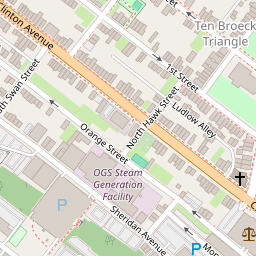 Clinton Avenue
Ten Broeck
Triangle
1st Street
Swan Street
North Hawk Street
Ludlow Alley
Orange Street
OGS Steam
Generation
Facility
P
Sheridan Avenue
P